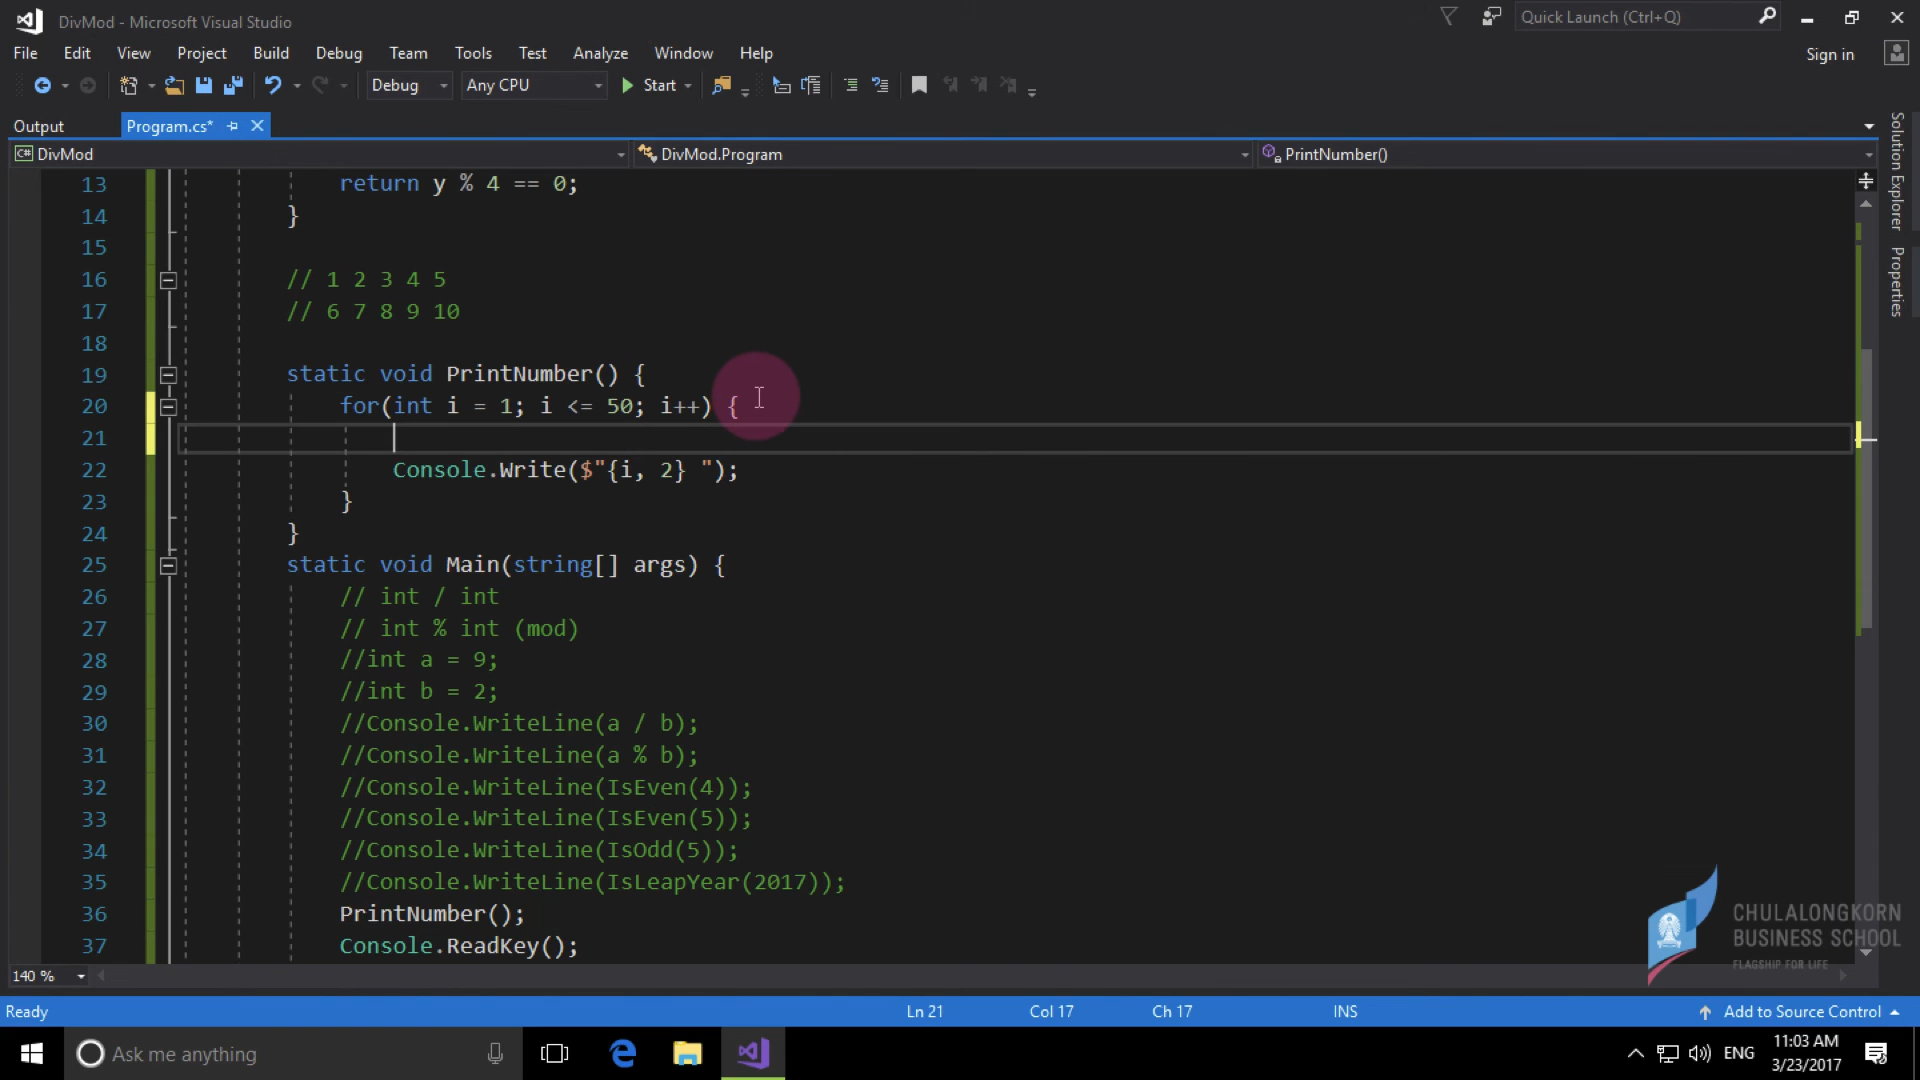 DivMod - Microsoft Visual Studio
Quick Launch (Ctrl+Q)
File Edit View Project Build Debug Team Tools Test Analyze Window Help
Sign in
Debug Any CPU Start
Output Program.cs*
C# DivMod DivMod.Program PrintNumber()
Solution Explorer
Properties
13 return y % 4 == 0;
14 }
15
16 // 1 2 3 4 5
17 // 6 7 8 9 10
18
19 static void PrintNumber() {
20 for(int i = 1; i <= 50; i++) {
21
22 Console.Write($"{i, 2} ");
23 }
24 }
25 static void Main(string[] args) {
26 // int / int
27 // int % int (mod)
28 //int a = 9;
29 //int b = 2;
30 //Console.WriteLine(a / b);
31 //Console.WriteLine(a % b);
32 //Console.WriteLine(IsEven(4));
33 //Console.WriteLine(IsEven(5));
34 //Console.WriteLine(IsOdd(5));
35 //Console.WriteLine(IsLeapYear(2017));
36 PrintNumber();
37 Console.ReadKey();
CHULALONGKORN
BUSINESS SCHOOL
FLAGSHIP FOR LIFE
140 %
Ready Ln 21 Col 17 Ch 17 INS Add to Source Control
Ask me anything
ENG
11:03 AM
3/23/2017